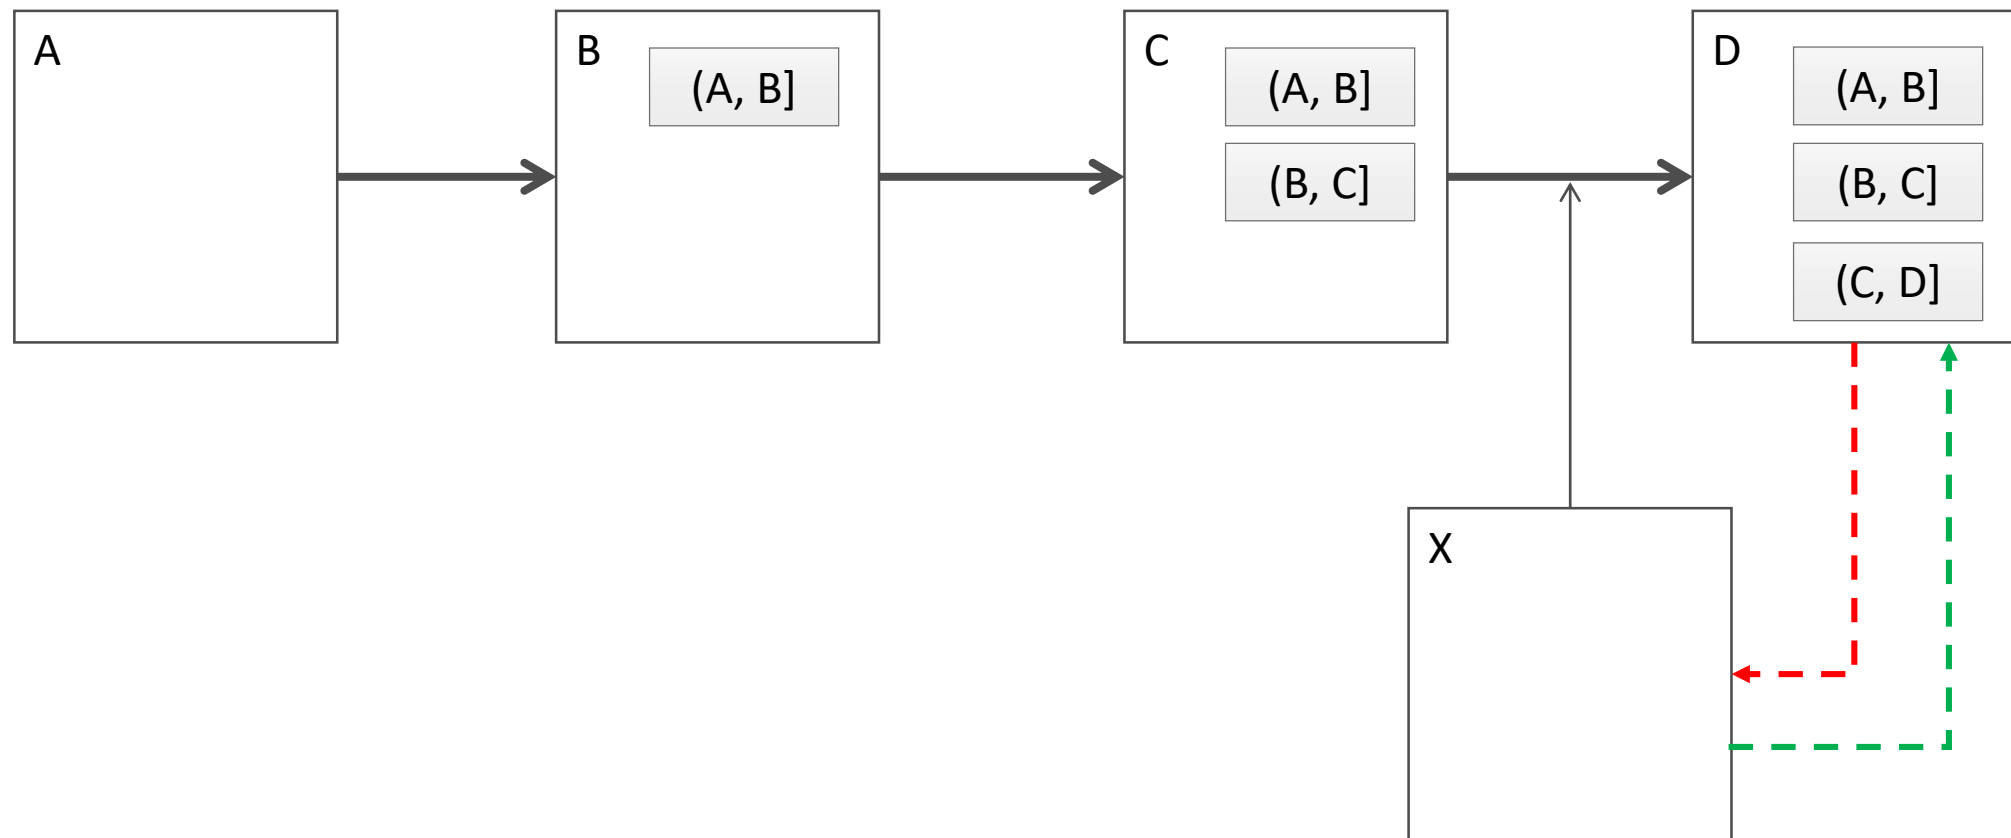 A
B
(A, B]
C
(A, B]
(B, C]
D
(A, B]
(B, C]
(C, D]
X